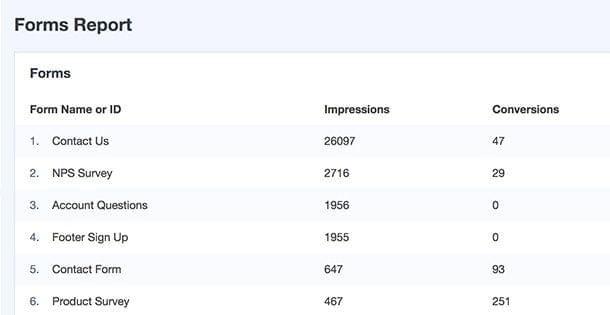 Forms Report
Forms
Form Name or ID Impressions Conversions
1. Contact Us 26097 47
2. NPS Survey 2716 29
3. Account Questions 1956 0
4. Footer Sign Up 1955 0
5. Contact Form 647 93
6. Product Survey 467 251